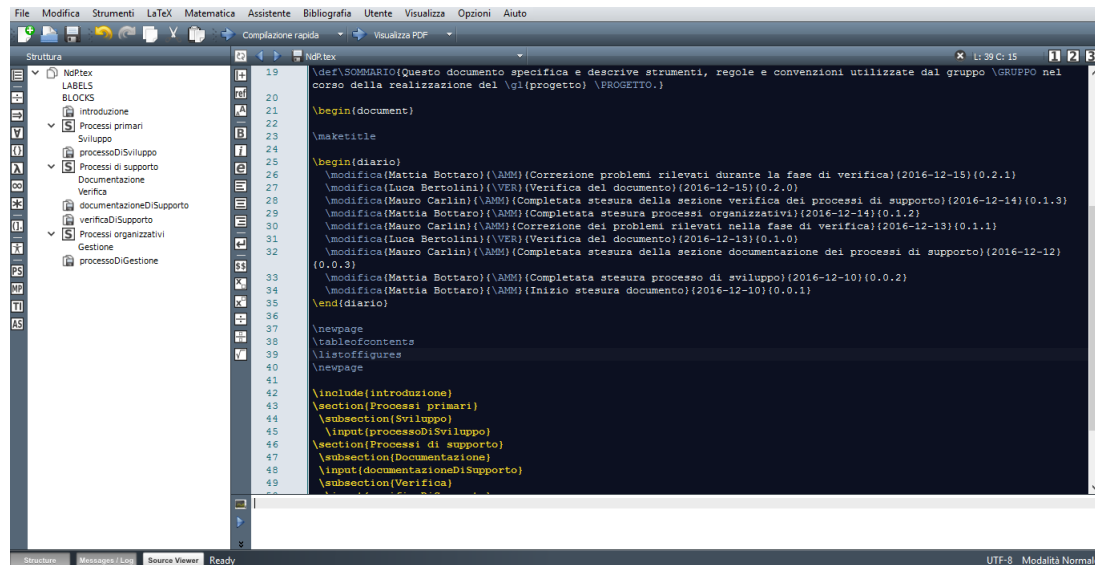 File Modifica Strumenti LaTeX Matematica Assistente Bibliografia Utente Visualizza Opzioni Aiuto
Compilazione rapida Visualizza PDF
Struttura
NdP.tex
L: 39 C: 15
1 2 3
NdP.tex
LABELS
BLOCKS
introduzione
Processi primari
Sviluppo
processoDiSviluppo
Processi di supporto
Documentazione
Verifica
documentazioneDiSupporto
verificaDiSupporto
Processi organizzativi
Gestione
processoDiGestione
19 \def\SOMMARIO{Questo documento specifica e descrive strumenti, regole e convenzioni utilizzate dal gruppo \GRUPPO nel
corso della realizzazione del \gl{progetto} \PROGETTO.}
20
21 \begin{document}
22
23 \maketitle
24
25 \begin{diario}
26 \modifica{Mattia Bottaro}{\AMM}{Correzione problemi rilevati durante la fase di verifica}{2016-12-15}{0.2.1}
27 \modifica{Luca Bertolini}{\VER}{Verifica del documento}{2016-12-15}{0.2.0}
28 \modifica{Mauro Carlin}{\AMM}{Completata stesura della sezione verifica dei processi di supporto}{2016-12-14}{0.1.3}
29 \modifica{Mattia Bottaro}{\AMM}{Completata stesura processi organizzativi}{2016-12-14}{0.1.2}
30 \modifica{Mauro Carlin}{\AMM}{Correzione dei problemi rilevati nella fase di verifica}{2016-12-13}{0.1.1}
31 \modifica{Luca Bertolini}{\VER}{Verifica del documento}{2016-12-13}{0.1.0}
32 \modifica{Mauro Carlin}{\AMM}{Completata stesura della sezione documentazione dei processi di supporto}{2016-12-12}
{0.0.3}
33 \modifica{Mattia Bottaro}{\AMM}{Completata stesura processo di sviluppo}{2016-12-10}{0.0.2}
34 \modifica{Mattia Bottaro}{\AMM}{Inizio stesura documento}{2016-12-10}{0.0.1}
35 \end{diario}
36
37 \newpage
38 \tableofcontents
39 \listoffigures
40 \newpage
41
42 \include{introduzione}
43 \section{Processi primari}
44 \subsection{Sviluppo}
45 \input{processoDiSviluppo}
46 \section{Processi di supporto}
47 \subsection{Documentazione}
48 \input{documentazioneDiSupporto}
49 \subsection{Verifica}
Structure Messages / Log Source Viewer Ready
UTF-8 Modalità Normal